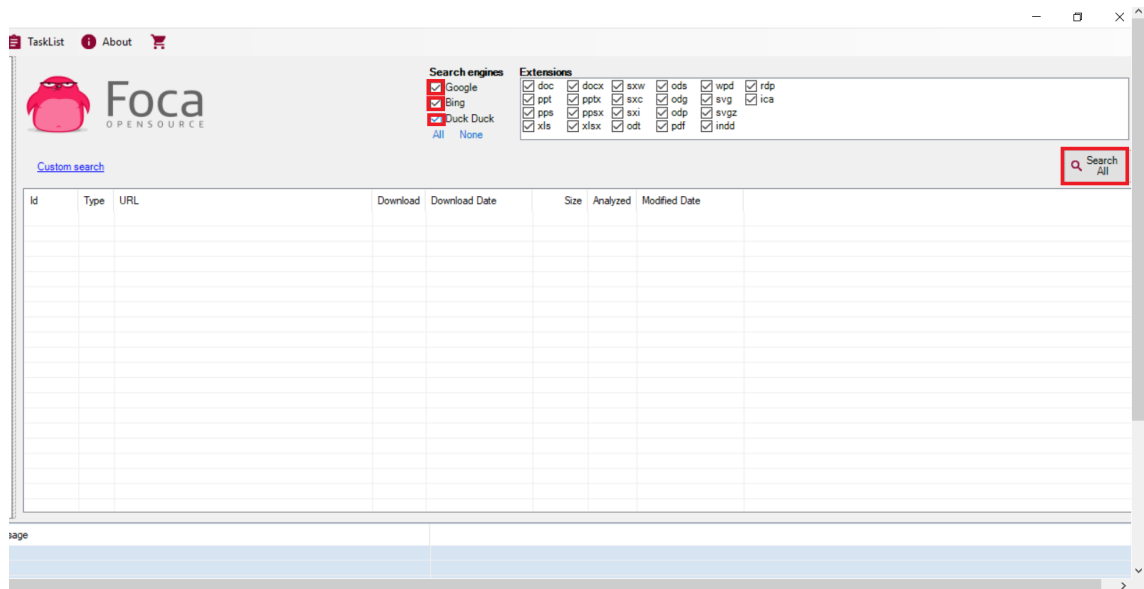 TaskList About
Foca
OPENSOURCE
Search engines
Google
Bing
Duck Duck
All None
Extensions
doc docx sxw ods wpd rdp
ppt pptx sxc odg svg ica
pps ppsx sxi odp svgz
xls xlsx odt pdf indd
Custom search
Search
All
Id Type URL Download Download Date Size Analyzed Modified Date
sage